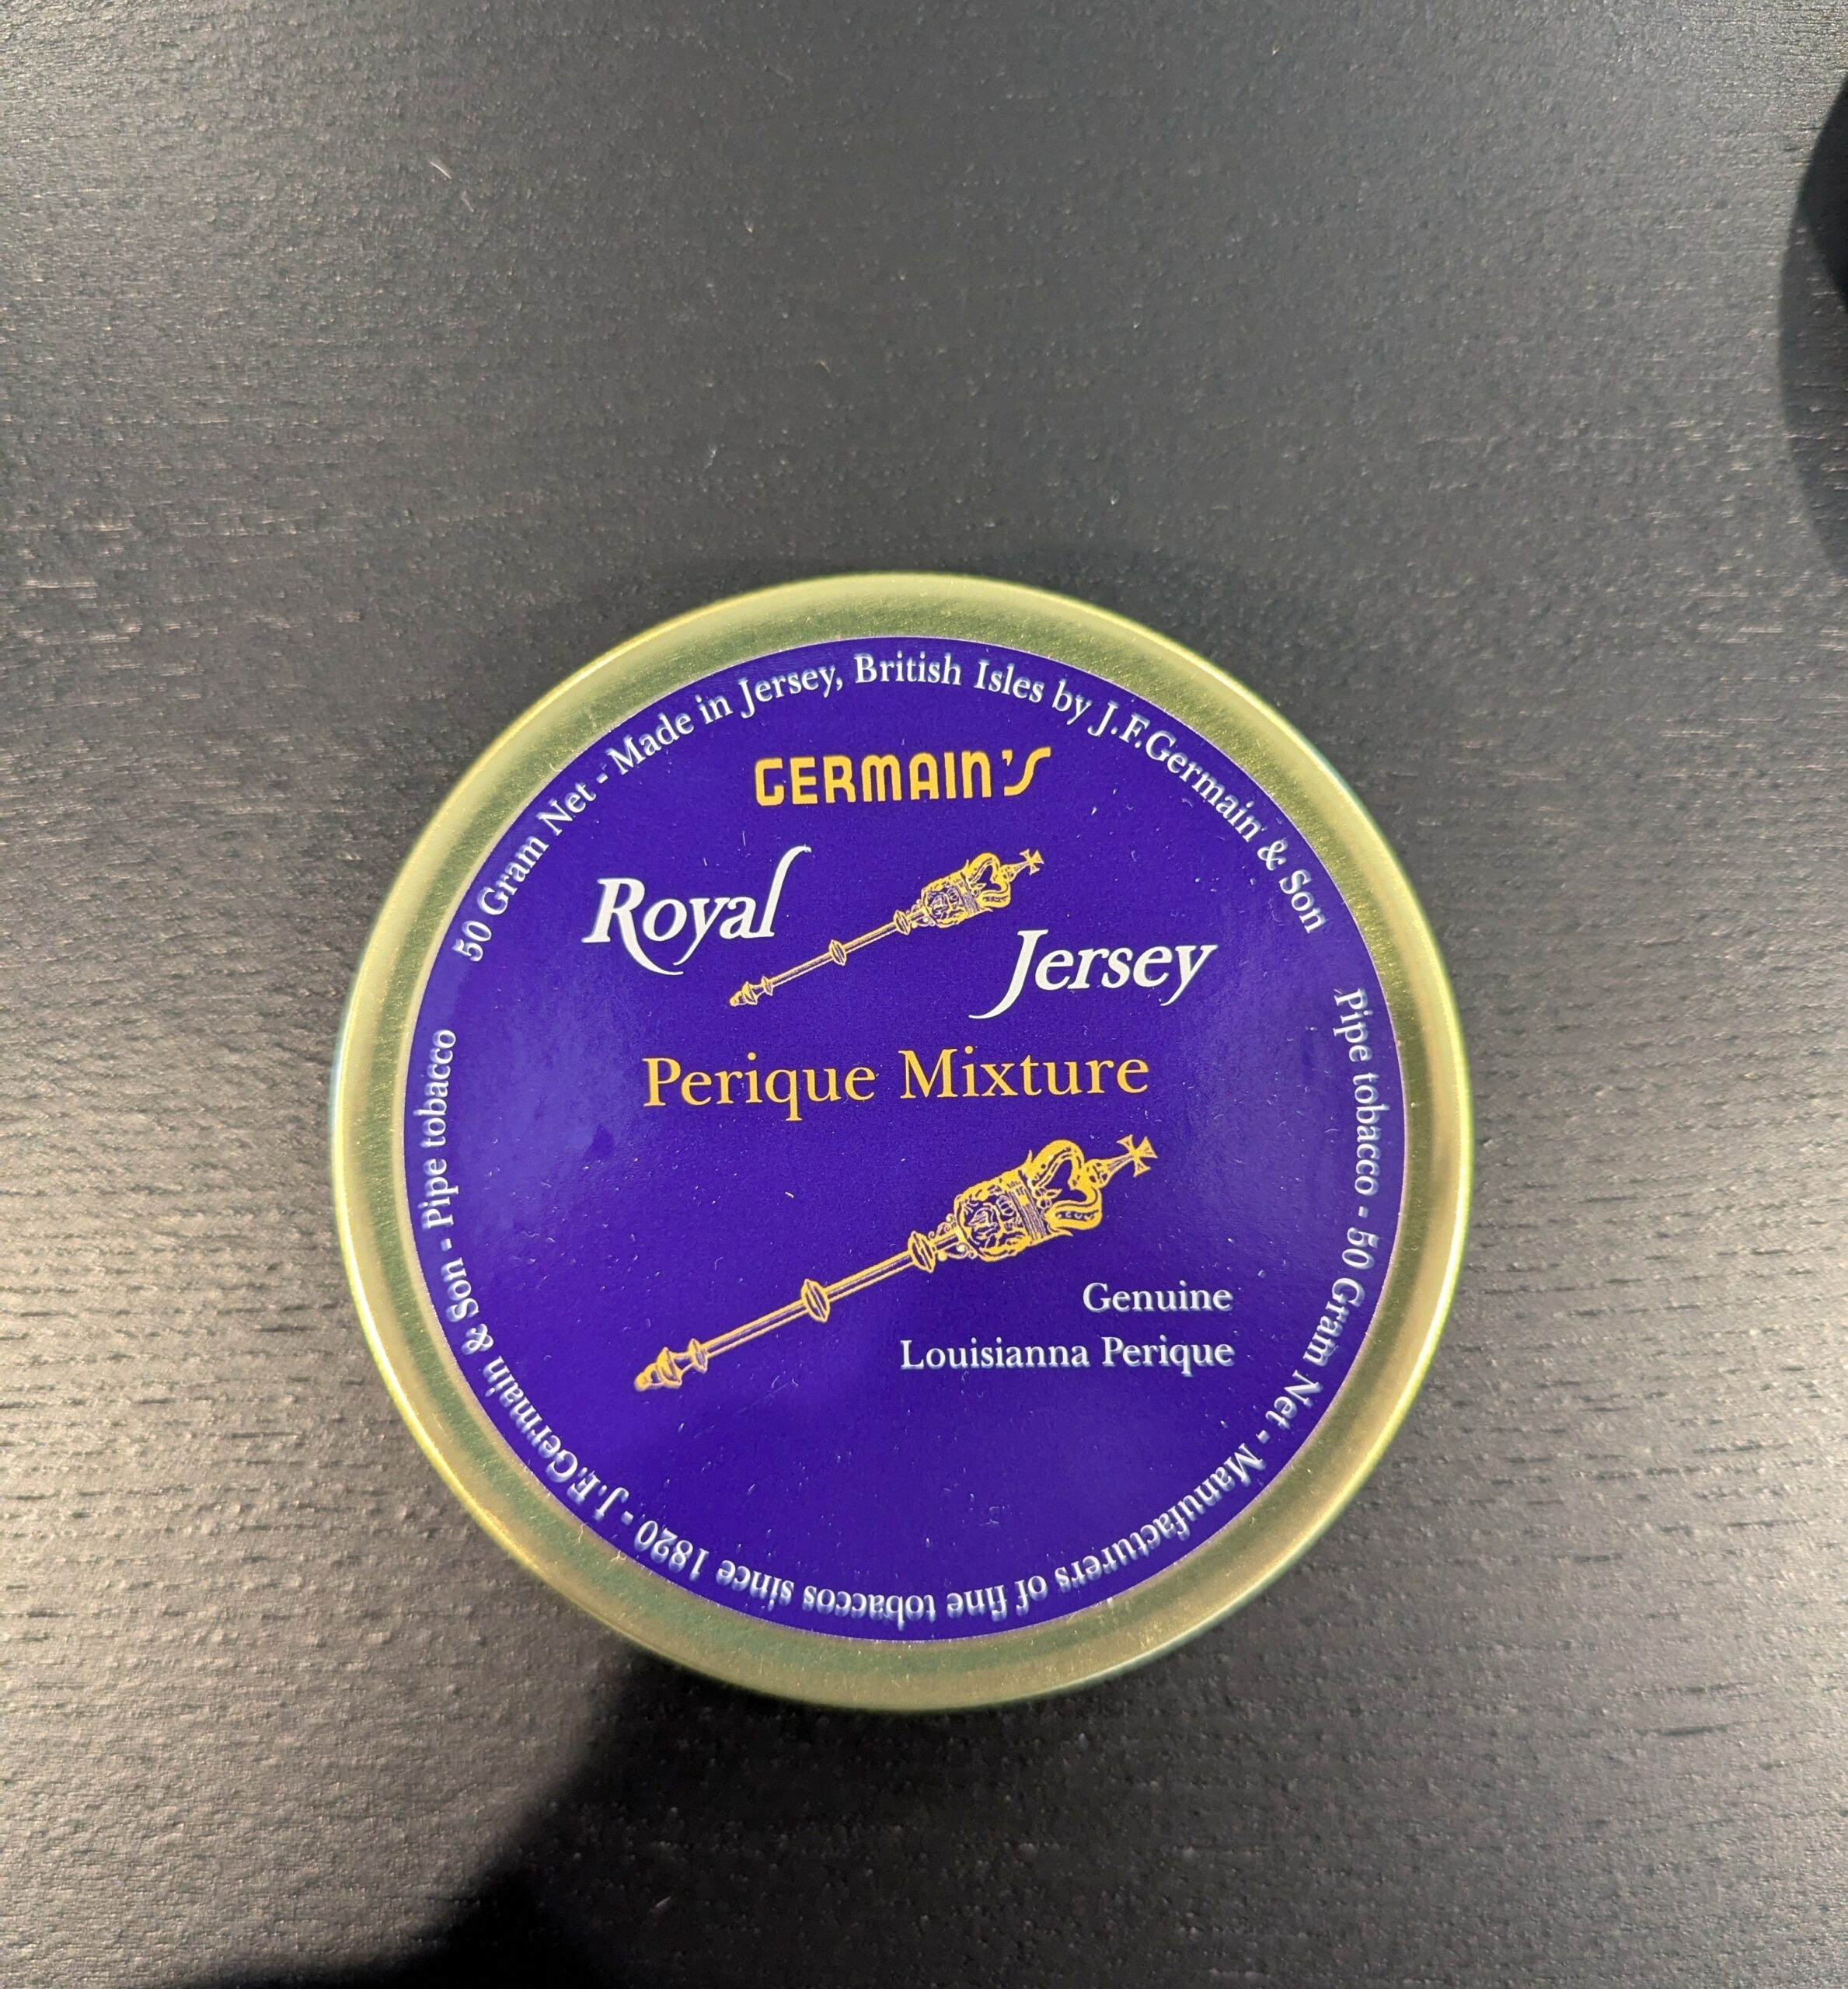 50 Gram Net - Made in Jersey, British Isles by J.F.Germain & Son
GERMAIN'S
Royal
Jersey
Perique Mixture
Genuine
Louisianna Perique
Pipe tobacco - 50 Gram Net - Manufacturers of fine tobaccos since 1820 - J.F.Germain & Son - Pipe tobacco